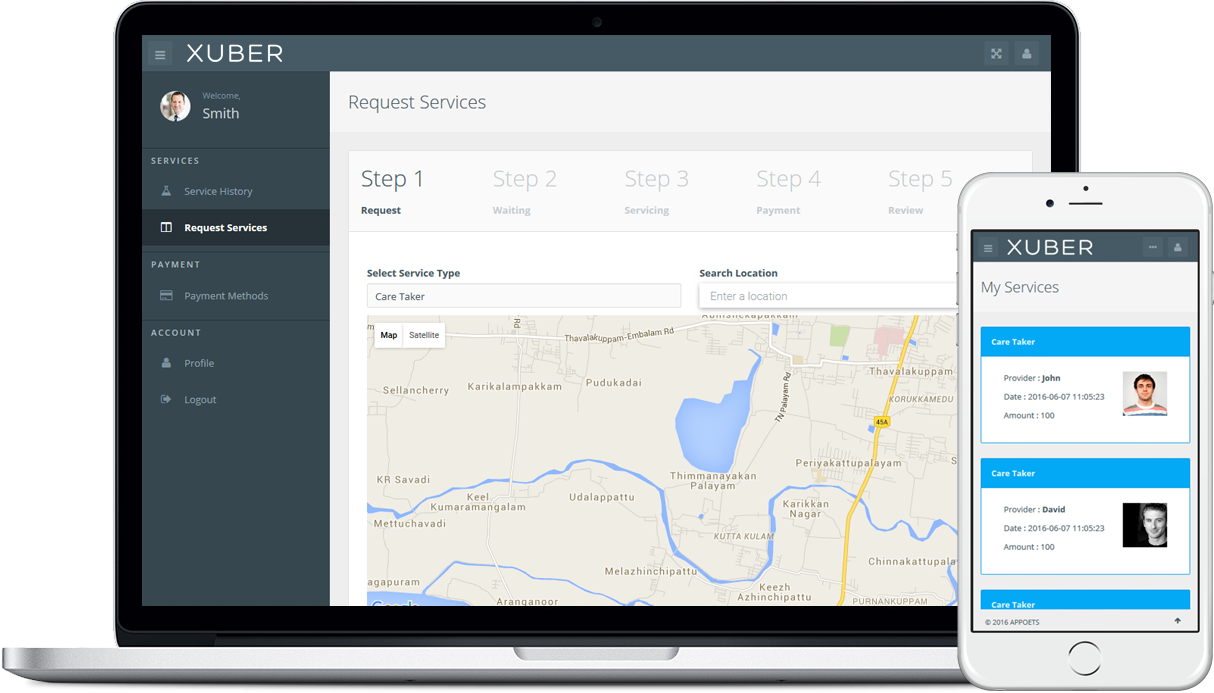 XUBER
Welcome,
Smith
SERVICES
Service History
Request Services
PAYMENT
Payment Methods
ACCOUNT
Profile
Logout
Request Services
Step 1
Step 2
Step 3
Step 4
Step 5
Request
Waiting
Servicing
Payment
Review
Select Service Type
Search Location
Care Taker
Enter a location
Map
Satellite
Rd
Abhishekapakkam
Thavalakuppam-Embalam Rd
Sellancherry
Karikalampakkam
Pudukadai
TN Palayam Rd
Thavalakuppam
KORUKKAMEDU
45A
KR Savadi
Keel
Kumaramangalam
Mettuchavadi
Udalappattu
Thimmanayakan
Palayam
Periyakattupalayam
Karikkan
Nagar
KUTTA KULAM
Melazhinchipattu
Keezh
Azhinchipattu
Chinnakattupala
agapuram
Aranganoor
PURNANKUPPAM
XUBER
My Services
Care Taker
Provider : John
Date : 2016-06-07 11:05:23
Amount : 100
Care Taker
Provider : David
Date : 2016-06-07 11:05:23
Amount : 100
Care Taker
© 2016 APPOETS